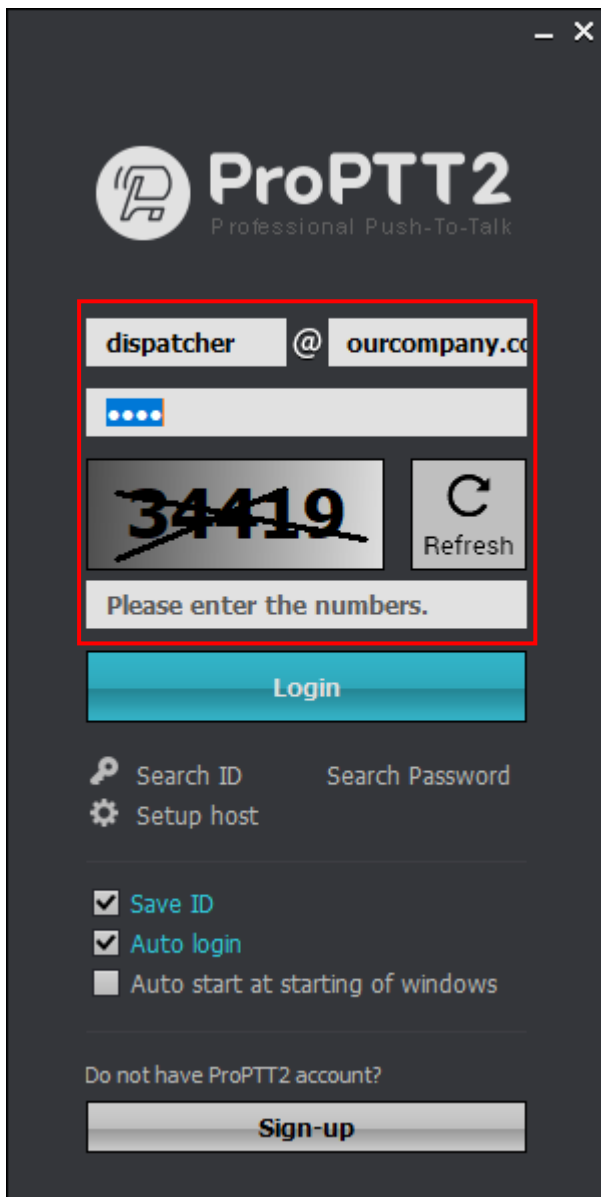 ProPTT2
Professional Push-To-Talk
dispatcher @ ourcompany.co
34419
Refresh
Please enter the numbers.
Login
Search ID Search Password
Setup host
Save ID
Auto login
Auto start at starting of windows
Do not have ProPTT2 account?
Sign-up